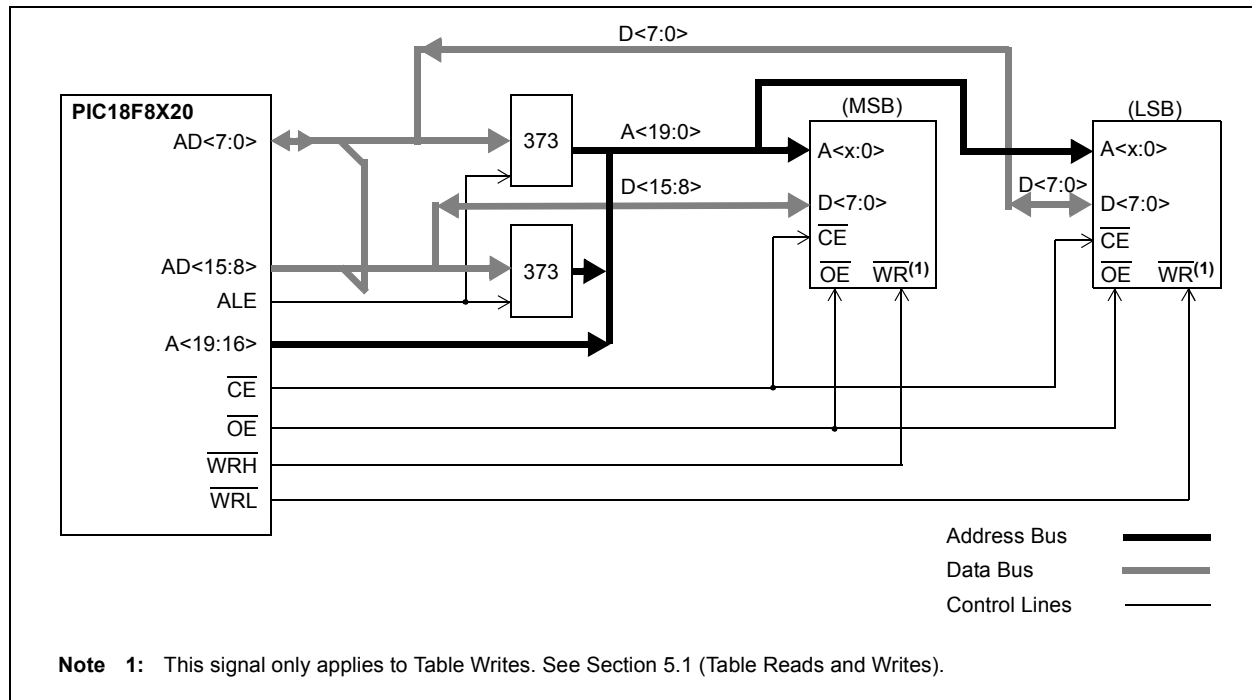 D<7:0>
PIC18F8X20
AD<7:0>
373
A<19:0>
(MSB)
A<x:0>
(LSB)
A<x:0>
D<15:8>
D<7:0>
D<7:0>
D<7:0>
CE
CE
OE WR(1)
OE WR(1)
AD<15:8>
373
ALE
A<19:16>
CE
OE
WRH
WRL
Address Bus
Data Bus
Control Lines
Note 1: This signal only applies to Table Writes. See Section 5.1 (Table Reads and Writes).